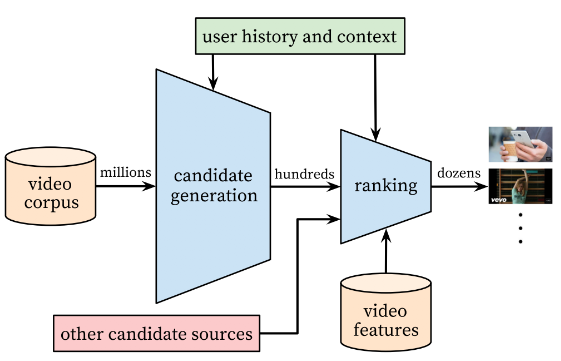 user history and context
video
corpus
millions
candidate
generation
hundreds
ranking
dozens
vevo
other candidate sources
video
features